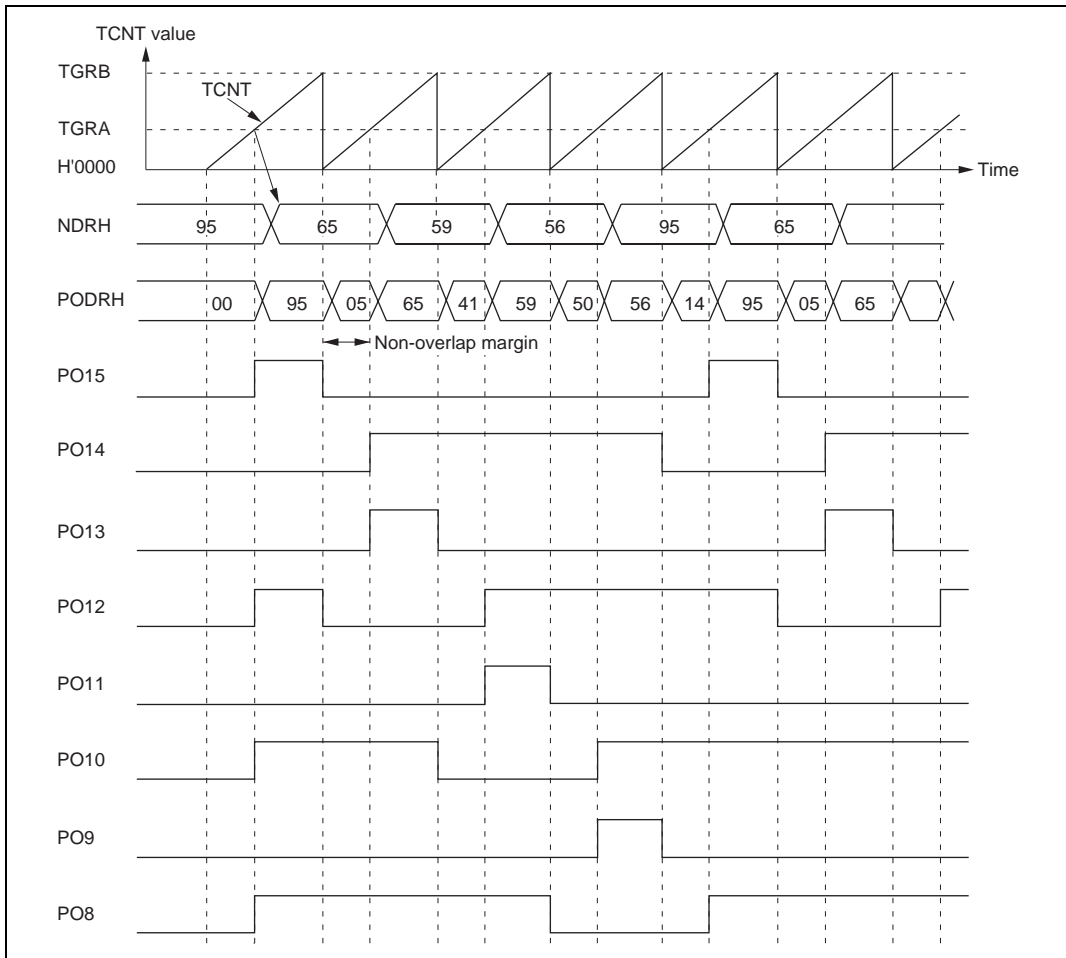 TCNT value
TGRB
TCNT
TGRA
H'0000
Time
NDRH 95 65 59 56 95 65
PODRH 00 95 05 65 41 59 50 56 14 95 05 65
Non-overlap margin
PO15
PO14
PO13
PO12
PO11
PO10
PO9
PO8